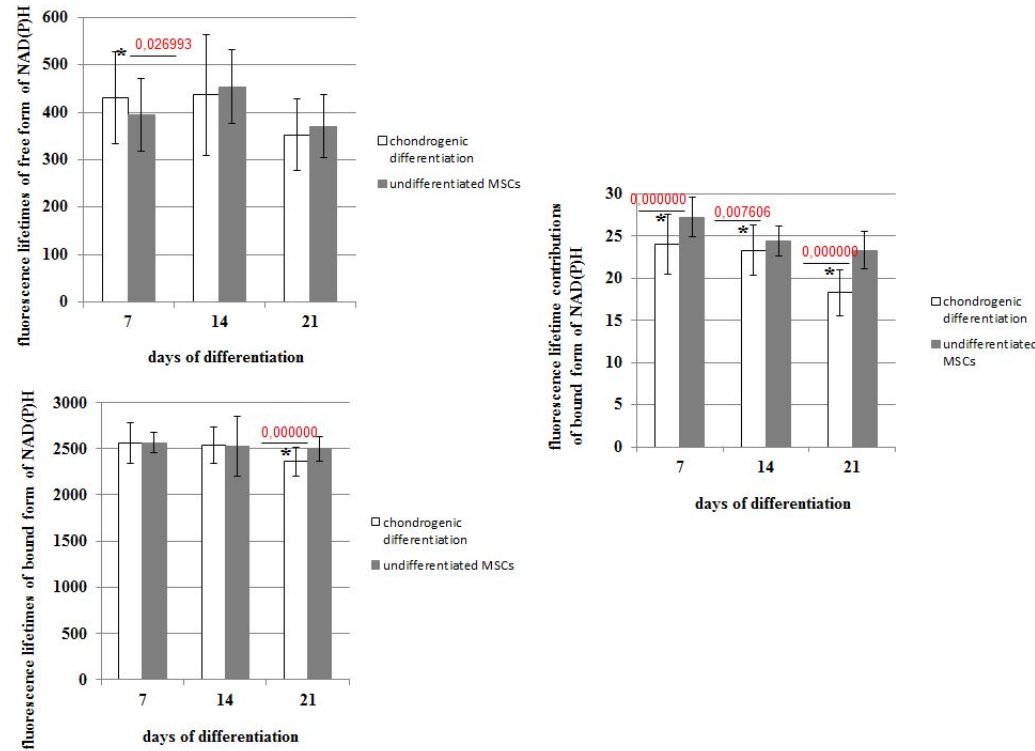 fluorescence lifetimes of free form of NAD(P)H
600
500
400
300
200
100
0
* 0,026993
7 14 21
days of differentiation
chondrogenic
differentiation
undifferentiated MSCs
fluorescence lifetimes of bound form of NAD(P)H
3000
2500
2000
1500
1000
500
0
0,000000
*
7 14 21
days of differentiation
chondrogenic
differentiation
undifferentiated MSCs
fluorescence lifetime contributions
of bound form of NAD(P)H
30
25
20
15
10
5
0
0,000000
*
0,007606
*
0,000000
*
7 14 21
days of differentiation
chondrogenic
differentiation
undifferentiated
MSCs